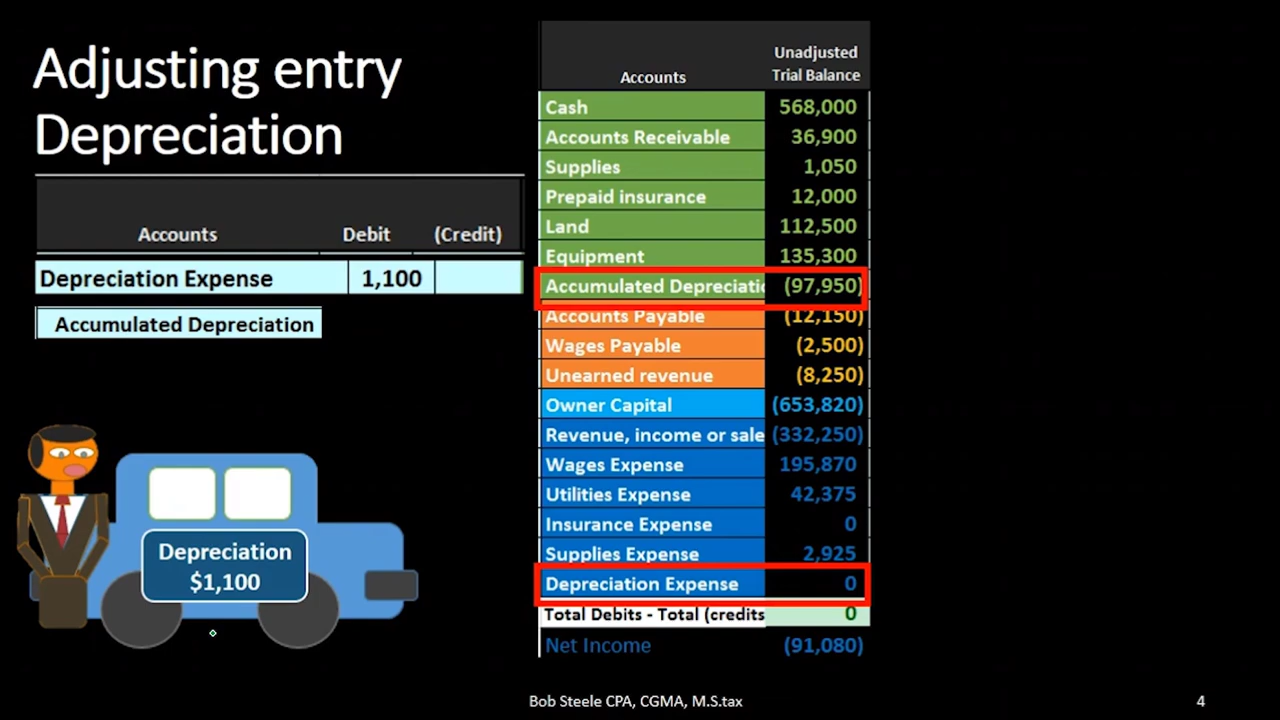 Adjusting entry
Depreciation
Accounts Debit (Credit)
Depreciation Expense 1,100
Accumulated Depreciation
Depreciation
$1,100
Unadjusted
Accounts Trial Balance
Cash 568,000
Accounts Receivable 36,900
Supplies 1,050
Prepaid insurance 12,000
Land 112,500
Equipment 135,300
Accumulated Depreciatio (97,950)
Accounts Payable (12,150)
Wages Payable (2,500)
Unearned revenue (8,250)
Owner Capital (653,820)
Revenue, income or sale (332,250)
Wages Expense 195,870
Utilities Expense 42,375
Insurance Expense 0
Supplies Expense 2,925
Depreciation Expense 0
Total Debits - Total (credits 0
Net Income (91,080)
Bob Steele CPA, CGMA, M.S.tax 4